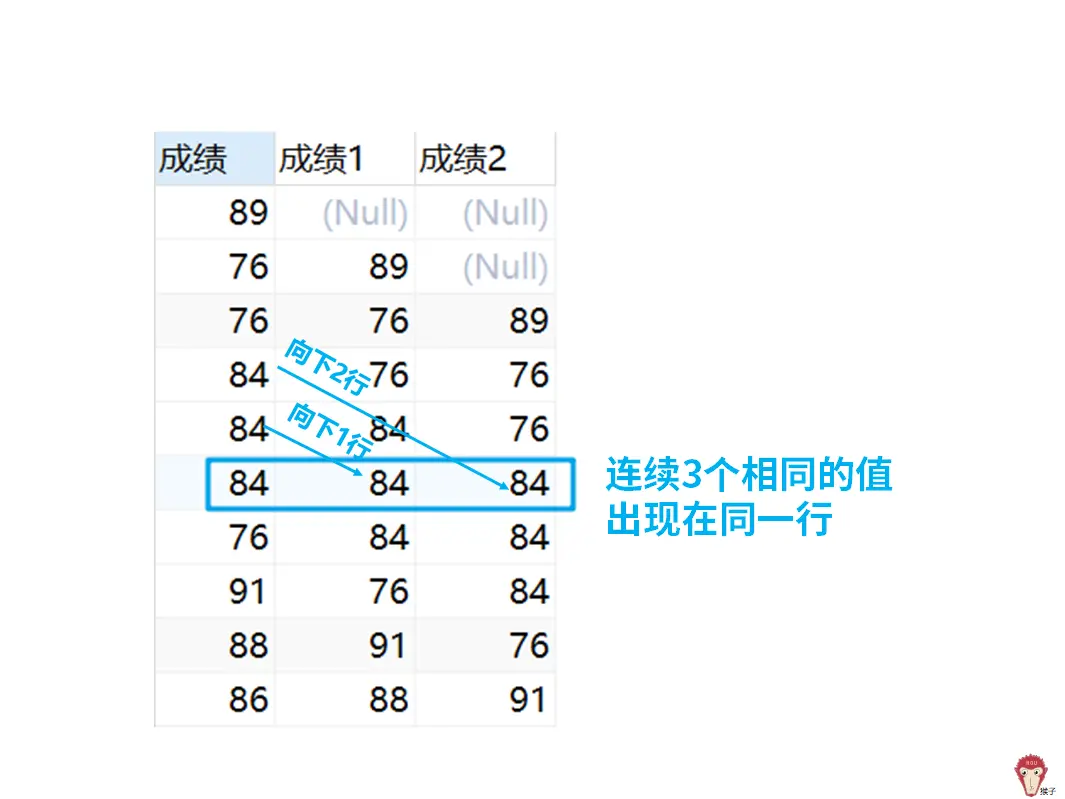 成绩 成绩1 成绩2
89 (Null) (Null)
76 89 (Null)
76 76 89
84 76 76
向下2行
84 84 76
向下1行
84 84 84
76 84 84
91 76 84
88 91 76
86 88 91
连续3个相同的值
出现在同一行
猴子